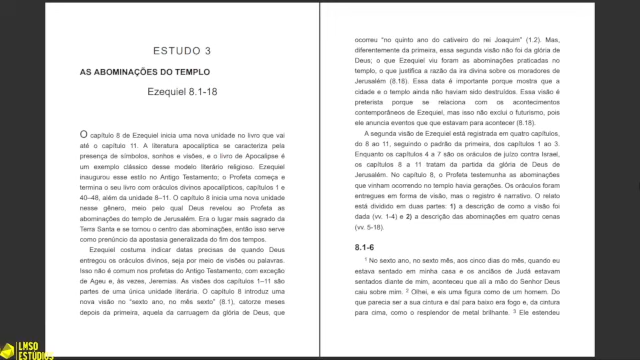 ESTUDO 3
AS ABOMINAÇÕES DO TEMPLO
Ezequiel 8.1-18
O capítulo 8 de Ezequiel inicia uma nova unidade no livro que vai
até o capítulo 11. A literatura apocalíptica se caracteriza pela
presença de símbolos, sonhos e visões, e o livro de Apocalipse é
um exemplo clássico desse modelo literário religioso. Ezequiel
inaugurou esse estilo no Antigo Testamento; o Profeta começa e
termina o seu livro com oráculos divinos apocalípticos, capítulos 1 e
40–48, além da unidade 8–11. O capítulo 8 inicia uma nova unidade
nesse gênero, meio pelo qual Deus revelou ao Profeta as
abominações do templo de Jerusalém. Era o lugar mais sagrado da
Terra Santa e se tornou o centro das abominações, então isso serve
como prenúncio da apostasia generalizada do fim dos tempos.
Ezequiel costuma indicar datas precisas de quando Deus
entregou os oráculos divinos, seja por meio de visões ou palavras.
Isso não é comum nos profetas do Antigo Testamento, com exceção
de Ageu e, às vezes, Jeremias. As visões dos capítulos 1–11 são
partes de uma única unidade literária. O capítulo 8 introduz uma
nova visão no "sexto ano, no mês sexto" (8.1), catorze meses
depois da primeira, aquela da carruagem da glória de Deus, que
ocorreu "no quinto ano do cativeiro do rei Joaquim" (1.2). Mas,
diferentemente da primeira, essa segunda visão não foi da glória de
Deus; o que Ezequiel viu foram as abominações praticadas no
templo, o que justifica a razão da ira divina sobre os moradores de
Jerusalém (8.18). Essa data é importante porque mostra que a
cidade e o templo ainda não haviam sido destruídos. Essa visão é
preterista porque se relaciona com os acontecimentos
contemporâneos de Ezequiel, mas isso não exclui o futurismo, pois
ele anuncia eventos que que estavam para acontecer (8.18).
A segunda visão de Ezequiel está registrada em quatro capítulos,
do 8 ao 11, seguindo o padrão da primeira, dos capítulos 1 ao 3.
Enquanto os capítulos 4 a 7 são os oráculos de juízo contra Israel,
os capítulos 8 a 11 tratam da partida da glória de Deus de
Jerusalém. No capítulo 8, o Profeta testemunha as abominações
que vinham ocorrendo no templo havia gerações. Os oráculos foram
entregues em forma de visão, mas o registro é narrativo. O relato
está dividido em duas partes: 1) a descrição de como a visão foi
dada (vv. 1-4) e 2) a descrição das abominações em quatro cenas
(vv. 5-18).
8.1-6
1 No sexto ano, no sexto mês, aos cinco dias do mês, quando eu
estava sentado em minha casa e os anciãos de Judá estavam
sentados diante de mim, aconteceu que ali a mão do Senhor Deus
caiu sobre mim. 2 Olhei, e eis uma figura como de um homem. Do
que parecia ser a sua cintura e daí para baixo era fogo e, da cintura
para cima, como o resplendor de metal brilhante. 3 Ele estendeu
LMSD
ESTUDIOS